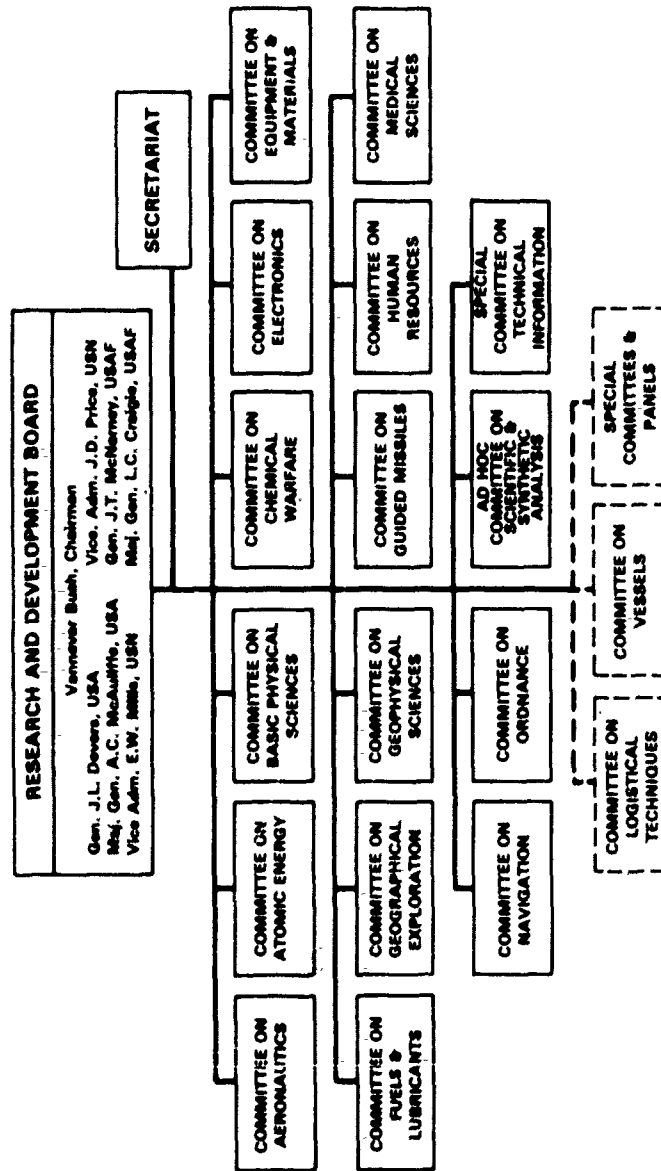 RESEARCH AND DEVELOPMENT BOARD
Vannevar Bush, Chairman
Gen. J.L. Devers, USA
Maj. Gen. A.C. McAuliffe, USA
Vice Adm. E.W. Mills, USN
Vice. Adm. J.D. Price, USN
Gen. J.T. McNarney, USAF
Maj. Gen. L.C. Craigie, USAF
SECRETARIAT
COMMITTEE ON
AERONAUTICS
COMMITTEE ON
ATOMIC ENERGY
COMMITTEE ON
BASIC PHYSICAL
SCIENCES
COMMITTEE ON
CHEMICAL
WARFARE
COMMITTEE ON
ELECTRONICS
COMMITTEE ON
EQUIPMENT &
MATERIALS
COMMITTEE ON
FUELS &
LUBRICANTS
COMMITTEE ON
GEOGRAPHICAL
EXPLORATION
COMMITTEE ON
GEOPHYSICAL
SCIENCES
COMMITTEE ON
GUIDED MISSILES
COMMITTEE ON
HUMAN
RESOURCES
COMMITTEE ON
MEDICAL
SCIENCES
COMMITTEE ON
NAVIGATION
COMMITTEE ON
ORDNANCE
AD HOC
COMMITTEE ON
SCIENTIFIC &
SYNTHETIC
ANALYSIS
SPECIAL
COMMITTEE ON
TECHNICAL
INFORMATION
COMMITTEE ON
LOGISTICAL
TECHNIQUES
COMMITTEE ON
VESSELS
SPECIAL
COMMITTEES &
PANELS